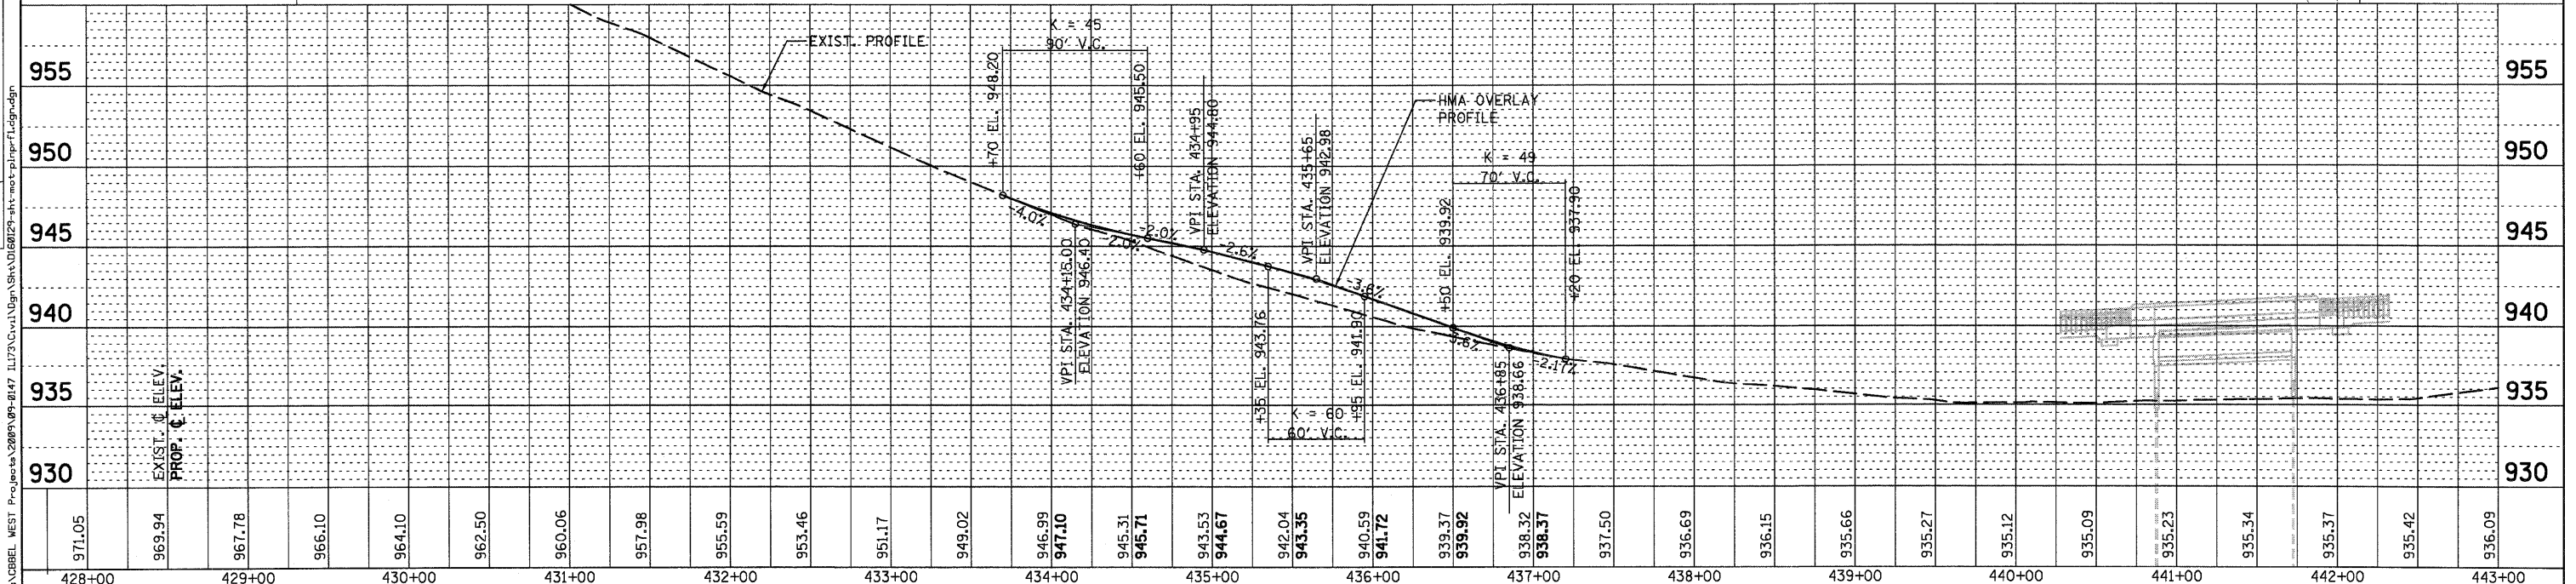 K = 45
90' V.C.
EXIST. PROFILE
+70 EL. 948.20
+60 EL. 945.50
VPI STA. 434+95
ELEVATION 944.80
VPI STA. 435+65
ELEVATION 942.98
HMA OVERLAY
PROFILE
K = 49
70' V.C.
+50 EL. 939.92
+20 EL. 937.90
955
950
945
940
935
930
955
950
945
940
935
930
-4.0%
-2.0%
-2.0%
-2.6%
-3.6%
-3.6%
-2.17%
VPI STA. 434+15.00
ELEVATION 946.40
+35 EL. 943.76
+95 EL. 941.90
K = 60
60' V.C.
VPI STA. 436+85
ELEVATION 938.66
EXIST. ℄ ELEV.
PROP. ℄ ELEV.
971.05
969.94
967.78
966.10
964.10
962.50
960.06
957.98
955.59
953.46
951.17
949.02
946.99
947.10
945.31
945.71
943.53
944.67
942.04
943.35
940.59
941.72
939.37
939.92
938.32
938.37
937.50
936.69
936.15
935.66
935.27
935.12
935.09
935.23
935.34
935.37
935.42
936.09
428+00
429+00
430+00
431+00
432+00
433+00
434+00
435+00
436+00
437+00
438+00
439+00
440+00
441+00
442+00
443+00